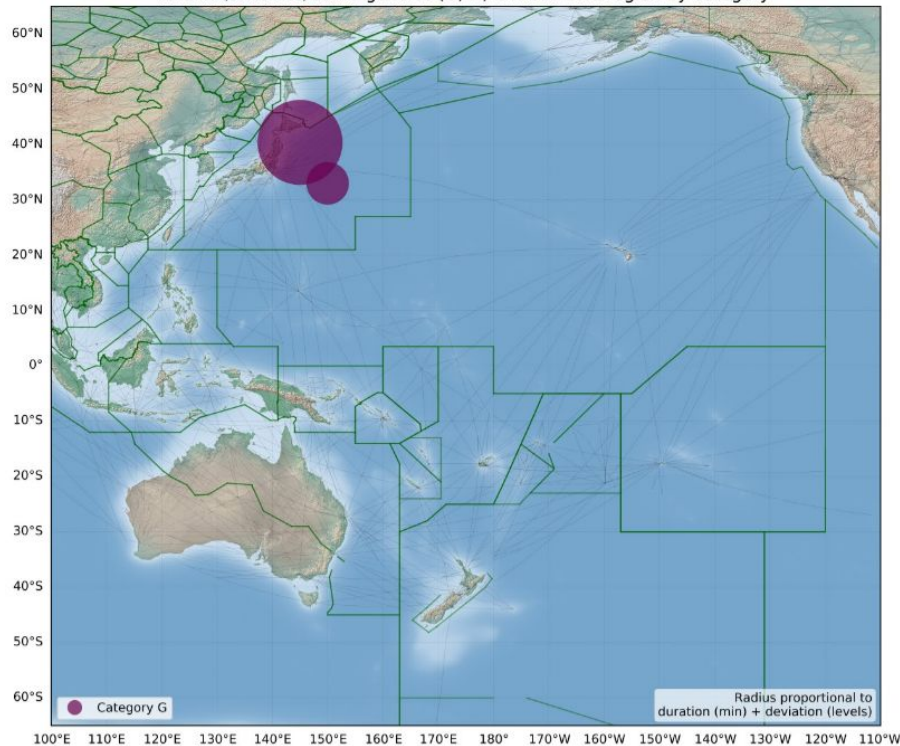 60°N
50°N
40°N
30°N
20°N
10°N
0°
10°S
20°S
30°S
40°S
50°S
60°S
Category G
Radius proportional to
duration (min) + deviation (levels)
100°E 110°E 120°E 130°E 140°E 150°E 160°E 170°E 180° 170°W 160°W 150°W 140°W 130°W 120°W 110°W